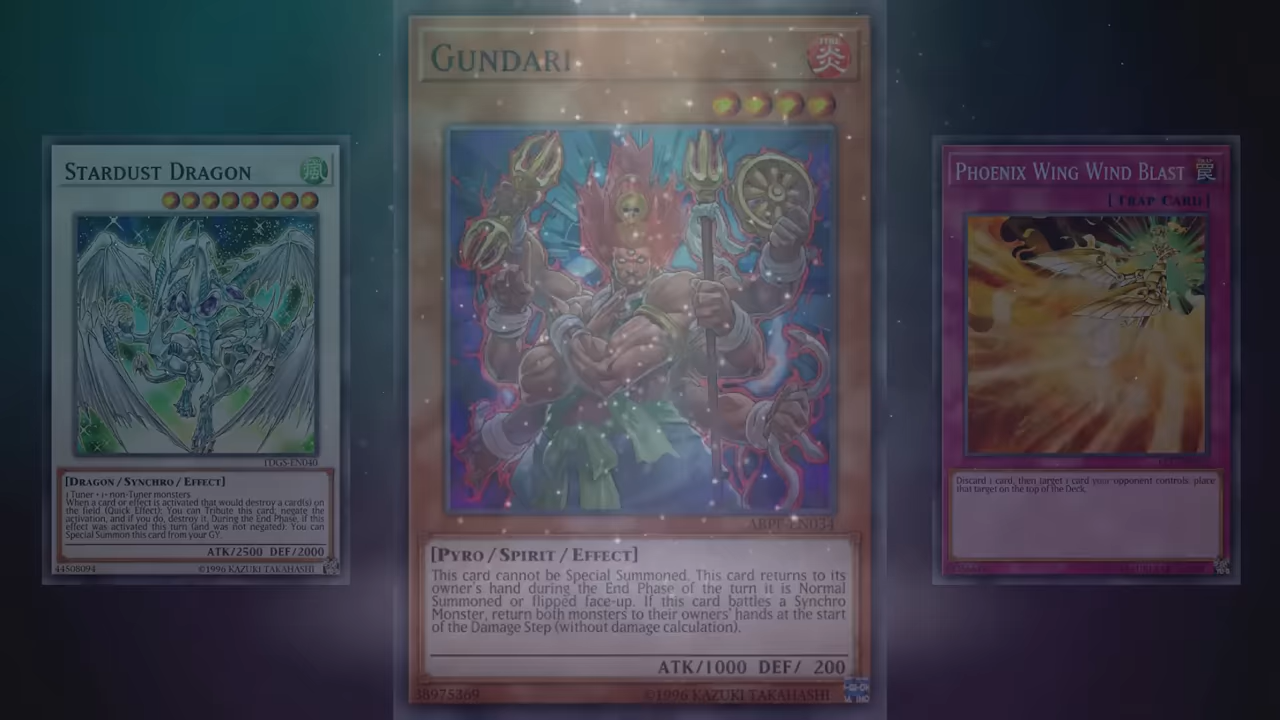 STARDUST DRAGON
風
1DGS-EN040
[DRAGON / SYNCHRO / EFFECT]
1 Tuner + 1+ non-Tuner monsters
When a card or effect is activated that would destroy a card(s) on
the field (Quick Effect): You can Tribute this card; negate the
activation, and if you do, destroy it. During the End Phase, if this
effect was activated this turn (and was not negated): You can
Special Summon this card from your GY.
ATK/2500 DEF/2000
44508094
©1996 KAZUKI TAKAHASHI
GUNDARI
炎
ABPF-EN034
[PYRO / SPIRIT / EFFECT]
This card cannot be Special Summoned. This card returns to its
owner's hand during the End Phase of the turn it is Normal
Summoned or flipped face-up. If this card battles a Synchro
Monster, return both monsters to their owners' hands at the start
of the Damage Step (without damage calculation).
ATK/1000 DEF/ 200
38975369
©1996 KAZUKI TAKAHASHI
PHOENIX WING WIND BLAST
TRAP
罠
[TRAP CARD]
Discard 1 card, then target 1 card your opponent controls; place
that target on the top of the Deck.